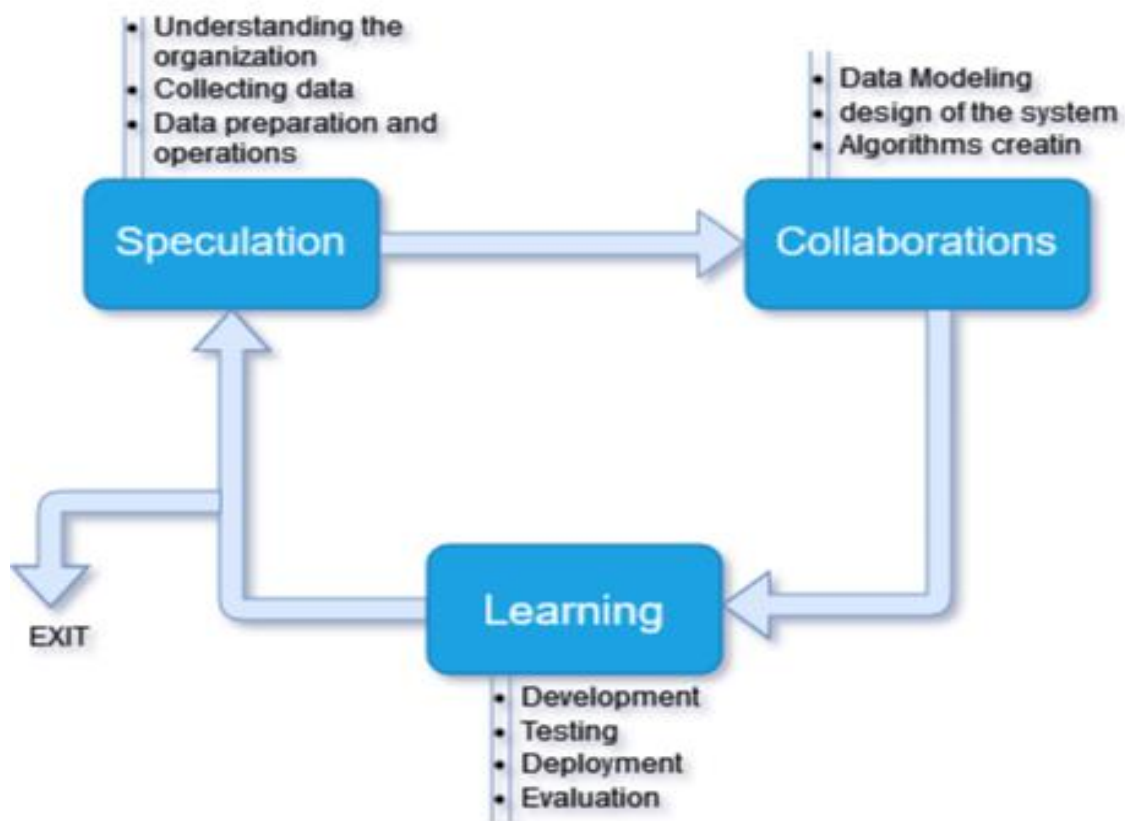 • Understanding the
organization
• Collecting data
• Data preparation and
operations
• Data Modeling
• design of the system
• Algorithms creatin
Speculation
Collaborations
EXIT
Learning
• Development
• Testing
• Deployment
• Evaluation